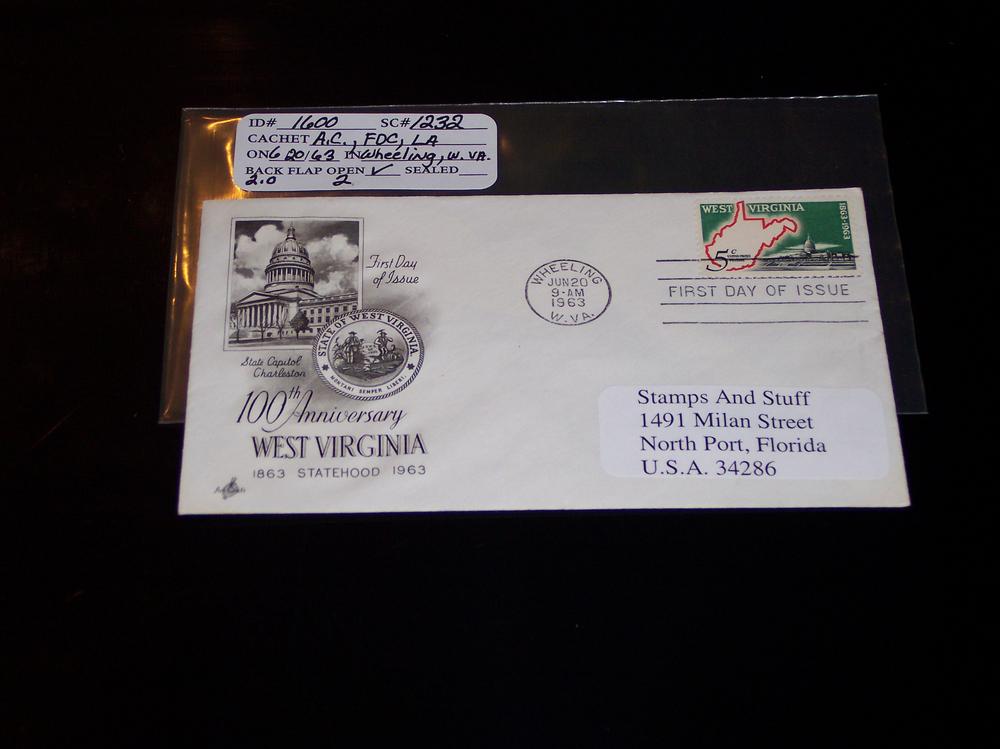 ID# 1600 SC# 1232
CACHET A.C., FDC, LA
ON 6/20/63 IN Wheeling, W. VA.
BACK FLAP OPEN ✓ SEALED
2.0 2
First Day
of Issue
STATE OF WEST VIRGINIA
MONTANI SEMPER LIBERI
State Capitol
Charleston
100th Anniversary
WEST VIRGINIA
1863 STATEHOOD 1963
WHEELING
JUN 20
9-AM
1963
W. VA.
WEST VIRGINIA
1863-1963
5c
FIRST DAY OF ISSUE
Stamps And Stuff
1491 Milan Street
North Port, Florida
U.S.A. 34286